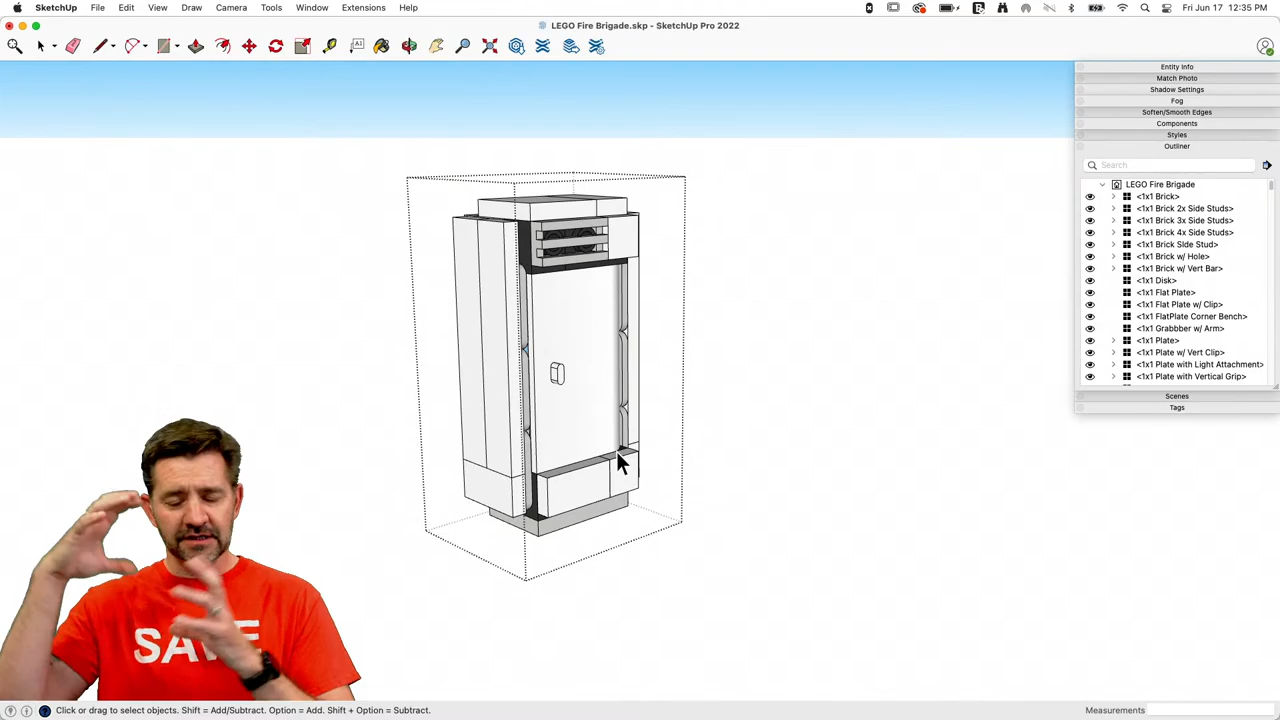 SketchUp File Edit View Draw Camera Tools Window Extensions Help
Fri Jun 17 12:35 PM
LEGO Fire Brigade.skp - SketchUp Pro 2022
Entity Info
Match Photo
Shadow Settings
Fog
Soften/Smooth Edges
Components
Styles
Outliner
Search
LEGO Fire Brigade
<1x1 Brick>
<1x1 Brick 2x Side Studs>
<1x1 Brick 3x Side Studs>
<1x1 Brick 4x Side Studs>
<1x1 Brick SIde Stud>
<1x1 Brick w/ Hole>
<1x1 Brick w/ Vert Bar>
<1x1 Disk>
<1x1 Flat Plate>
<1x1 Flat Plate w/ Clip>
<1x1 FlatPlate Corner Bench>
<1x1 Grabbber w/ Arm>
<1x1 Plate>
<1x1 Plate w/ Vert Clip>
<1x1 Plate with Light Attachment>
<1x1 Plate with Vertical Grip>
Scenes
Tags
SAVE
Click or drag to select objects. Shift = Add/Subtract. Option = Add. Shift + Option = Subtract.
Measurements